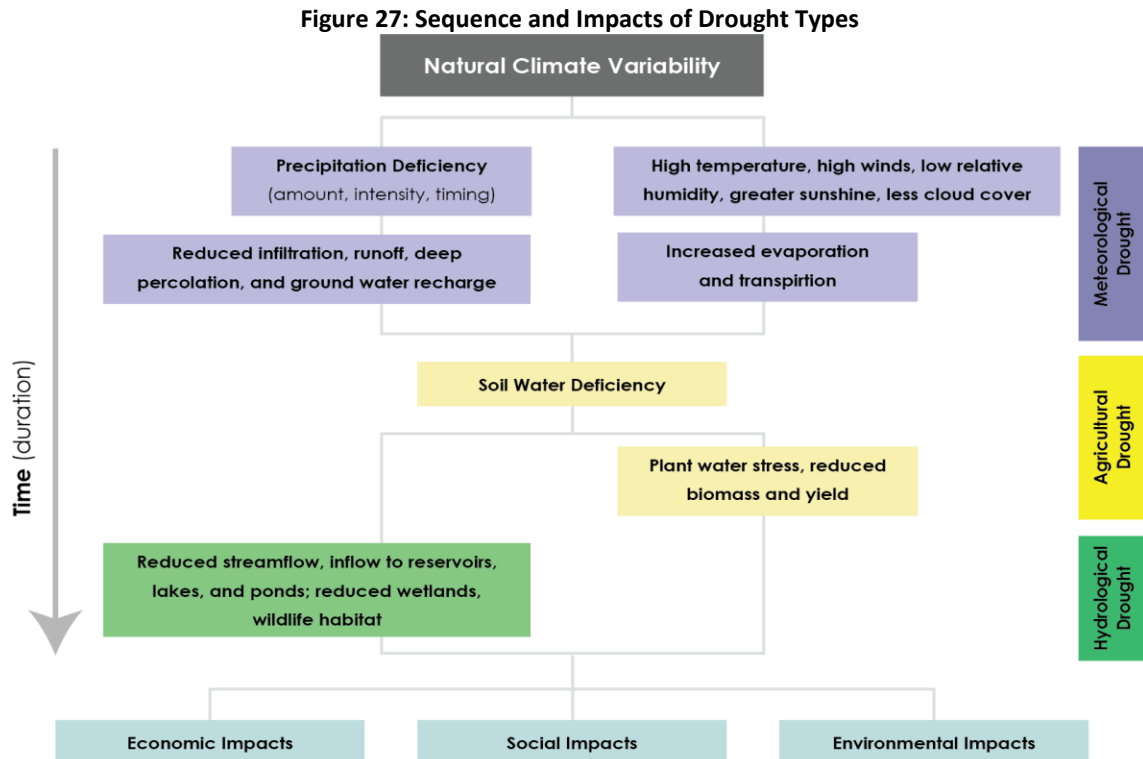 Figure 27: Sequence and Impacts of Drought Types
Natural Climate Variability
Precipitation Deficiency
(amount, intensity, timing)
High temperature, high winds, low relative
humidity, greater sunshine, less cloud cover
Reduced infiltration, runoff, deep
percolation, and ground water recharge
Increased evaporation
and transpirtion
Meteorological
Drought
Time (duration)
Soil Water Deficiency
Plant water stress, reduced
biomass and yield
Agricultural
Drought
Reduced streamflow, inflow to reservoirs,
lakes, and ponds; reduced wetlands,
wildlife habitat
Hydrological
Drought
Economic Impacts
Social Impacts
Environmental Impacts